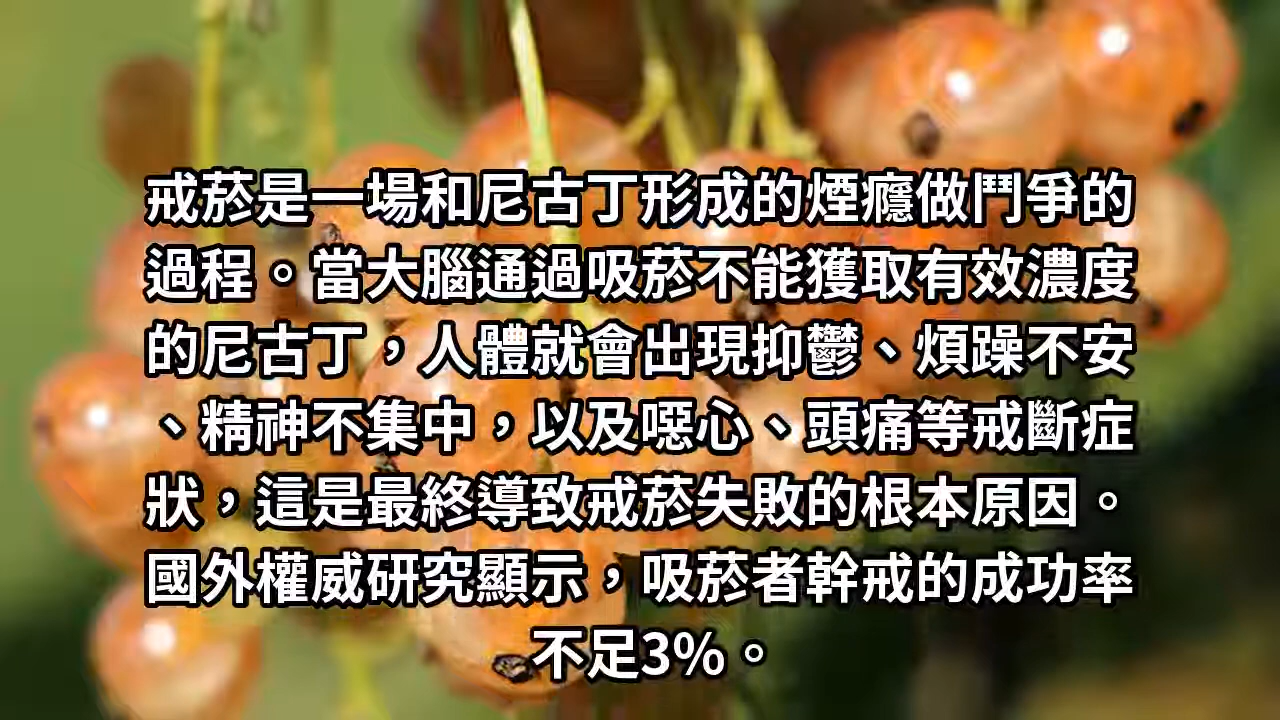 戒菸是一場和尼古丁形成的煙癮做鬥爭的
過程。當大腦通過吸菸不能獲取有效濃度
的尼古丁，人體就會出現抑鬱、煩躁不安
、精神不集中，以及噁心、頭痛等戒斷症
狀，這是最終導致戒菸失敗的根本原因。
國外權威研究顯示，吸菸者幹戒的成功率
不足3%。